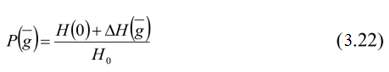 P(g̅) = (H(0) + ΔH(g̅)) / H₀ (3.22)